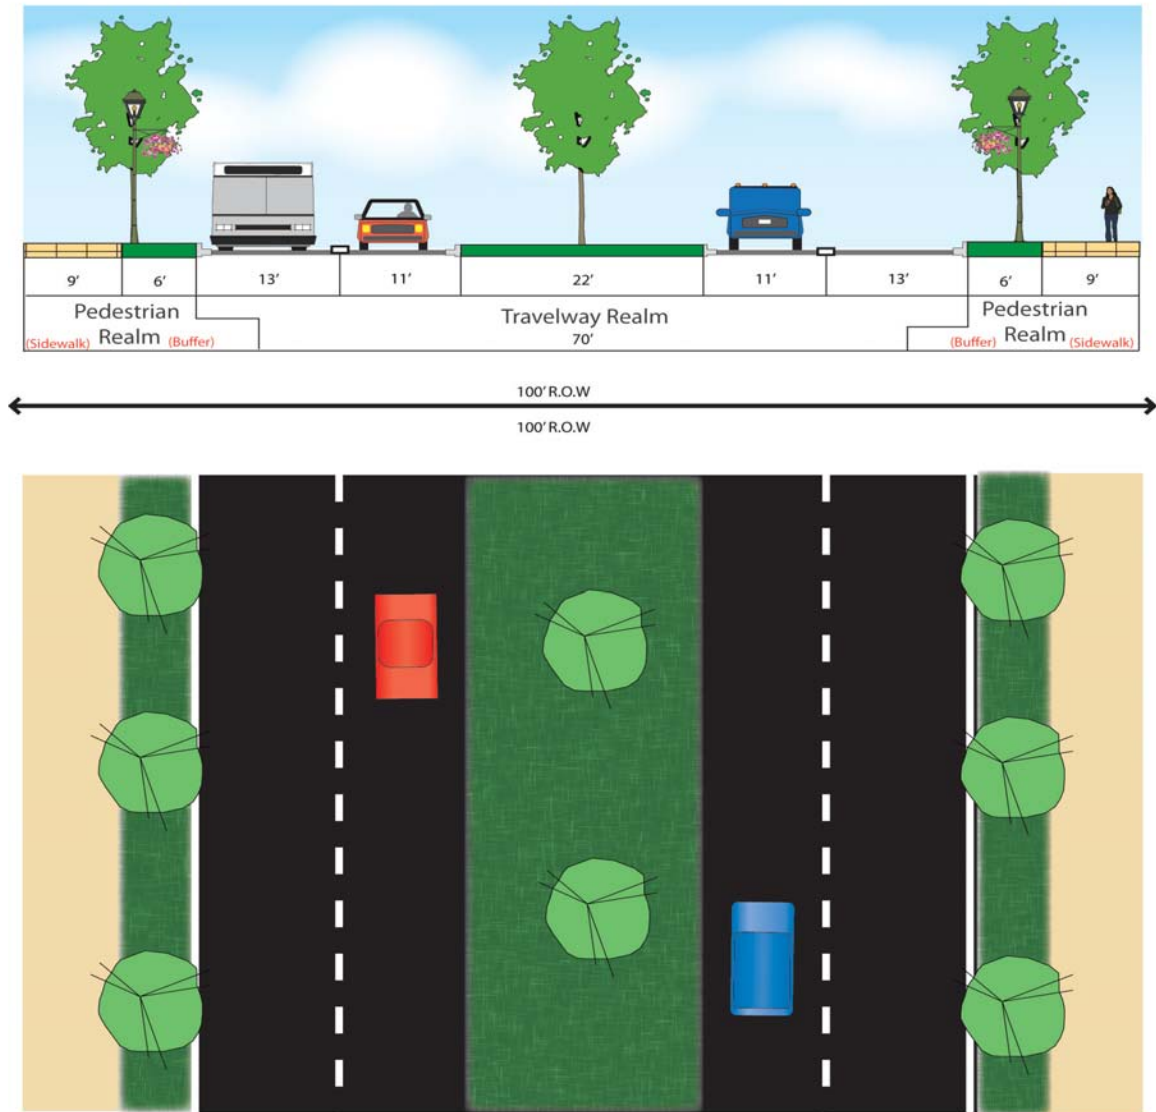 9' 6' 13' 11' 22' 11' 13' 6' 9'
Pedestrian
Realm
(Sidewalk) (Buffer)
Travelway Realm
70'
Pedestrian
Realm
(Buffer) (Sidewalk)
100' R.O.W
100' R.O.W